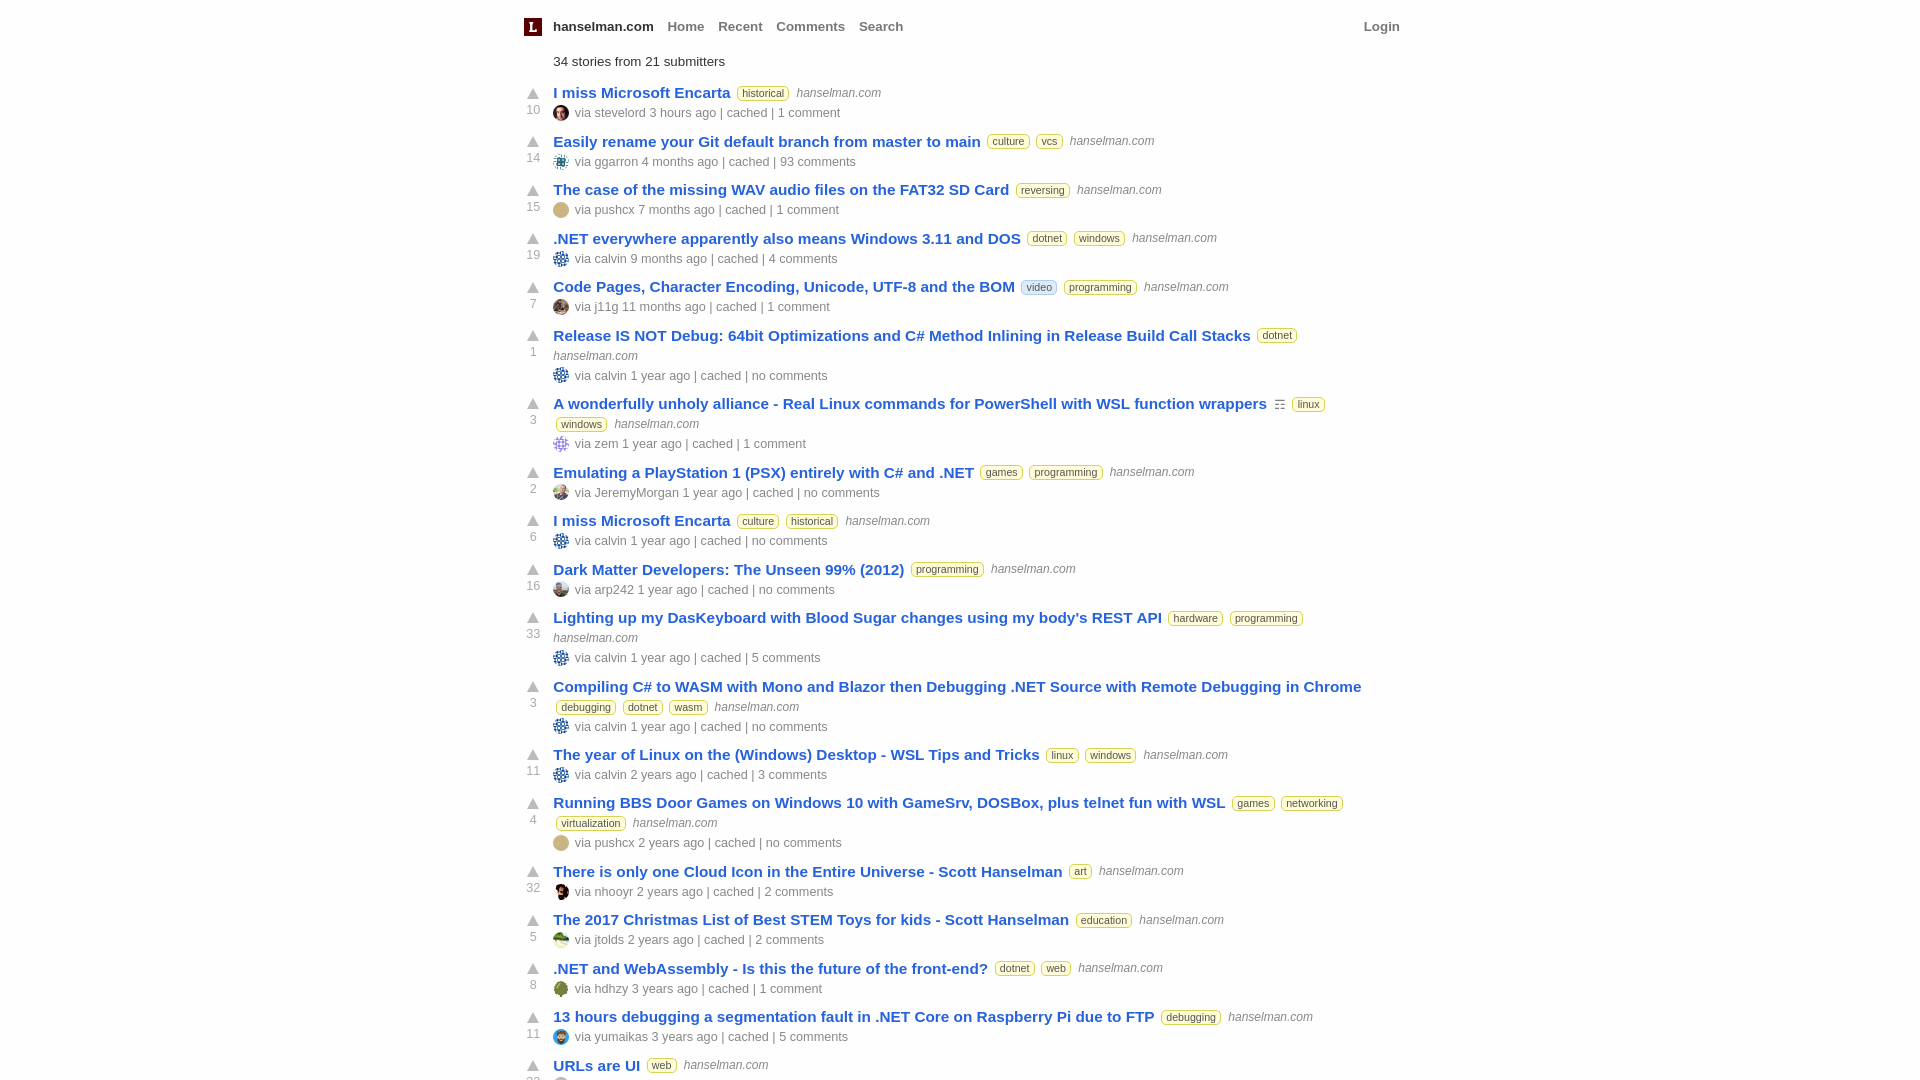 L hanselman.com Home Recent Comments Search Login
34 stories from 21 submitters
I miss Microsoft Encarta historical hanselman.com
10
via stevelord 3 hours ago | cached | 1 comment
Easily rename your Git default branch from master to main culture vcs hanselman.com
14
via ggarron 4 months ago | cached | 93 comments
The case of the missing WAV audio files on the FAT32 SD Card reversing hanselman.com
15
via pushcx 7 months ago | cached | 1 comment
.NET everywhere apparently also means Windows 3.11 and DOS dotnet windows hanselman.com
19
via calvin 9 months ago | cached | 4 comments
Code Pages, Character Encoding, Unicode, UTF-8 and the BOM video programming hanselman.com
7
via j11g 11 months ago | cached | 1 comment
Release IS NOT Debug: 64bit Optimizations and C# Method Inlining in Release Build Call Stacks dotnet
1
hanselman.com
via calvin 1 year ago | cached | no comments
A wonderfully unholy alliance - Real Linux commands for PowerShell with WSL function wrappers ☶ linux
3
windows hanselman.com
via zem 1 year ago | cached | 1 comment
Emulating a PlayStation 1 (PSX) entirely with C# and .NET games programming hanselman.com
2
via JeremyMorgan 1 year ago | cached | no comments
I miss Microsoft Encarta culture historical hanselman.com
6
via calvin 1 year ago | cached | no comments
Dark Matter Developers: The Unseen 99% (2012) programming hanselman.com
16
via arp242 1 year ago | cached | no comments
Lighting up my DasKeyboard with Blood Sugar changes using my body's REST API hardware programming
33
hanselman.com
via calvin 1 year ago | cached | 5 comments
Compiling C# to WASM with Mono and Blazor then Debugging .NET Source with Remote Debugging in Chrome
3
debugging dotnet wasm hanselman.com
via calvin 1 year ago | cached | no comments
The year of Linux on the (Windows) Desktop - WSL Tips and Tricks linux windows hanselman.com
11
via calvin 2 years ago | cached | 3 comments
Running BBS Door Games on Windows 10 with GameSrv, DOSBox, plus telnet fun with WSL games networking
4
virtualization hanselman.com
via pushcx 2 years ago | cached | no comments
There is only one Cloud Icon in the Entire Universe - Scott Hanselman art hanselman.com
32
via nhooyr 2 years ago | cached | 2 comments
The 2017 Christmas List of Best STEM Toys for kids - Scott Hanselman education hanselman.com
5
via jtolds 2 years ago | cached | 2 comments
.NET and WebAssembly - Is this the future of the front-end? dotnet web hanselman.com
8
via hdhzy 3 years ago | cached | 1 comment
13 hours debugging a segmentation fault in .NET Core on Raspberry Pi due to FTP debugging hanselman.com
11
via yumaikas 3 years ago | cached | 5 comments
URLs are UI web hanselman.com